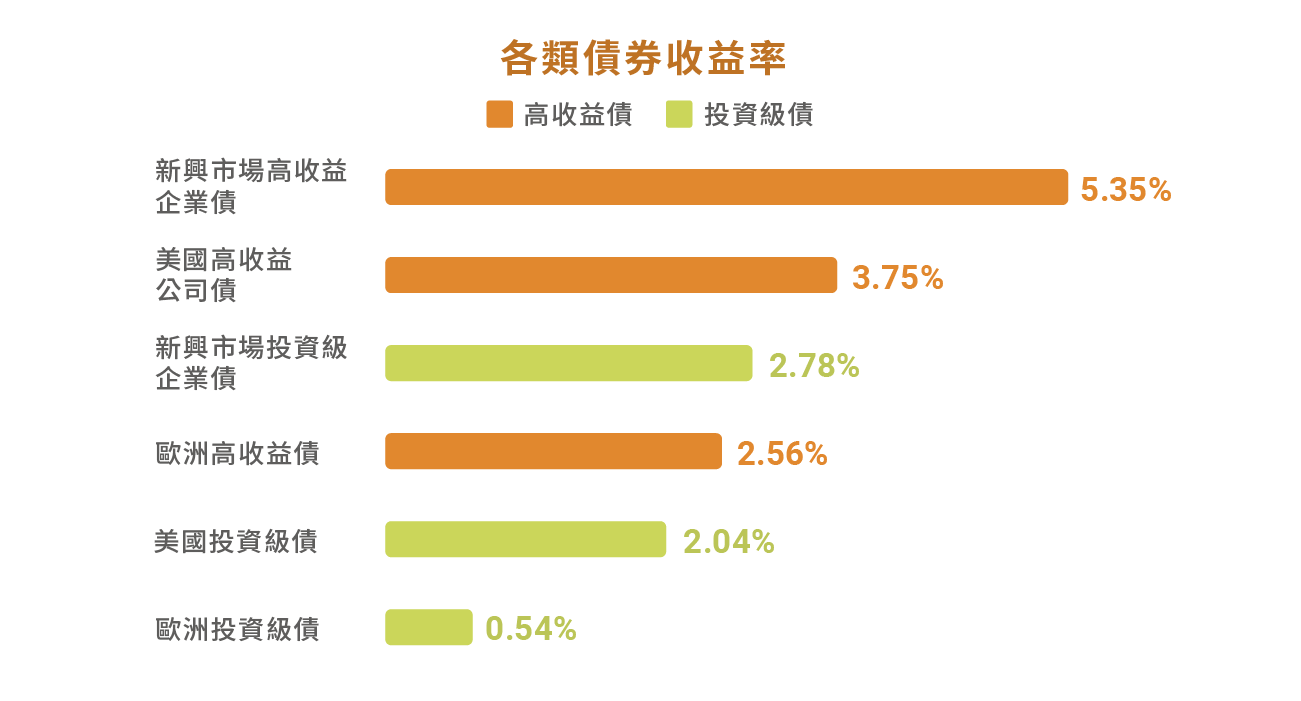 各類債券收益率
高收益債
投資級債
新興市場高收益
企業債
5.35%
美國高收益
公司債
3.75%
新興市場投資級
企業債
2.78%
歐洲高收益債
2.56%
美國投資級債
2.04%
歐洲投資級債
0.54%